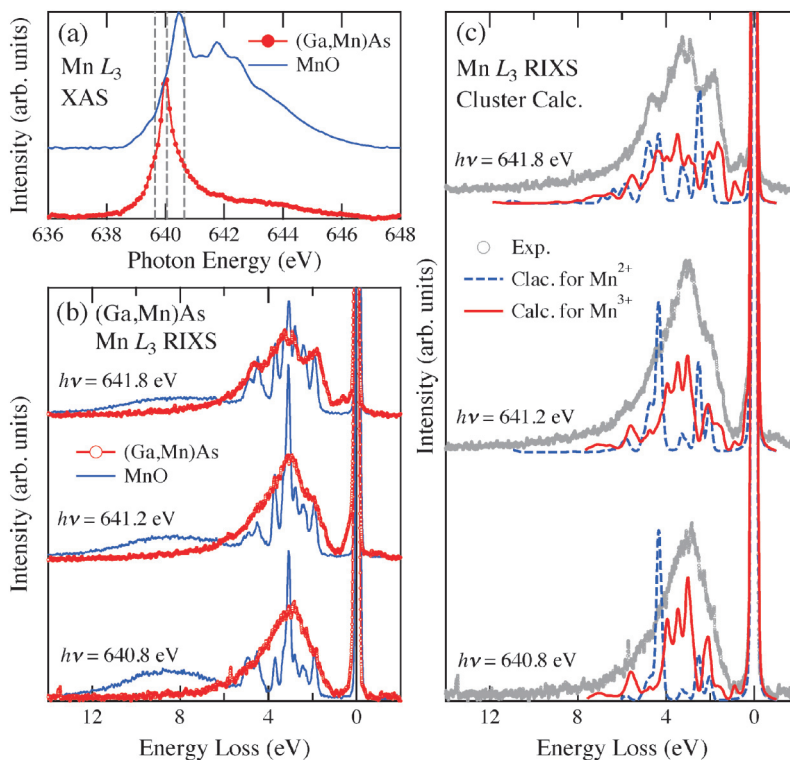 (a)
Mn L3
XAS
(Ga,Mn)As
MnO
Intensity (arb. units)
636 638 640 642 644 646 648
Photon Energy (eV)
(b) (Ga,Mn)As
Mn L3 RIXS
hν = 641.8 eV
(Ga,Mn)As
MnO
hν = 641.2 eV
hν = 640.8 eV
Intensity (arb. units)
12 8 4 0
Energy Loss (eV)
(c)
Mn L3 RIXS
Cluster Calc.
hν = 641.8 eV
Exp.
Clac. for Mn2+
Calc. for Mn3+
hν = 641.2 eV
hν = 640.8 eV
Intensity (arb. units)
12 8 4 0
Energy Loss (eV)